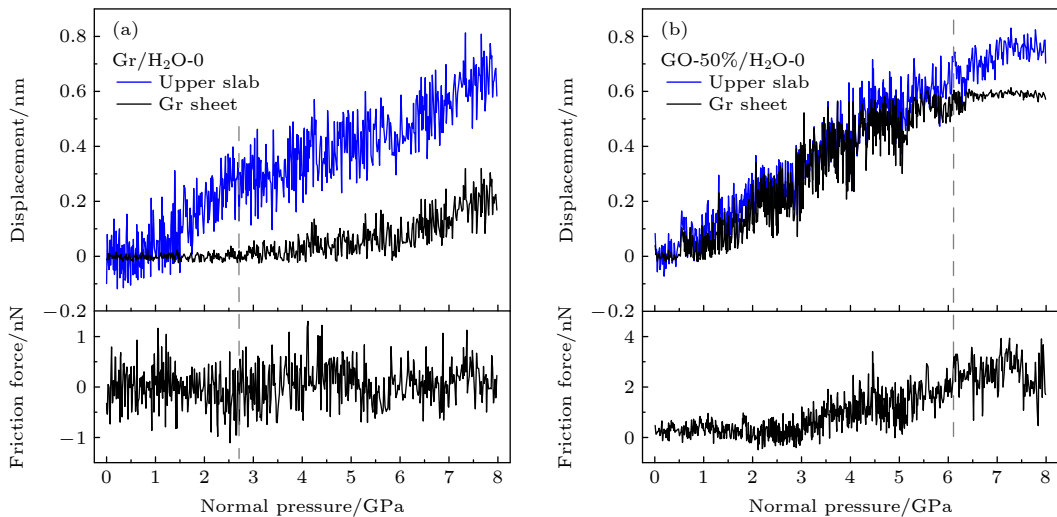 (a)
Gr/H₂O-0
Upper slab
Gr sheet
0.8
0.6
0.4
0.2
0
−0.2
Displacement/nm
1
0
−1
Friction force/nN
0 1 2 3 4 5 6 7 8
Normal pressure/GPa
(b)
GO-50%/H₂O-0
Upper slab
Gr sheet
0.8
0.6
0.4
0.2
0
−0.2
Displacement/nm
4
2
0
Friction force/nN
0 1 2 3 4 5 6 7 8
Normal pressure/GPa